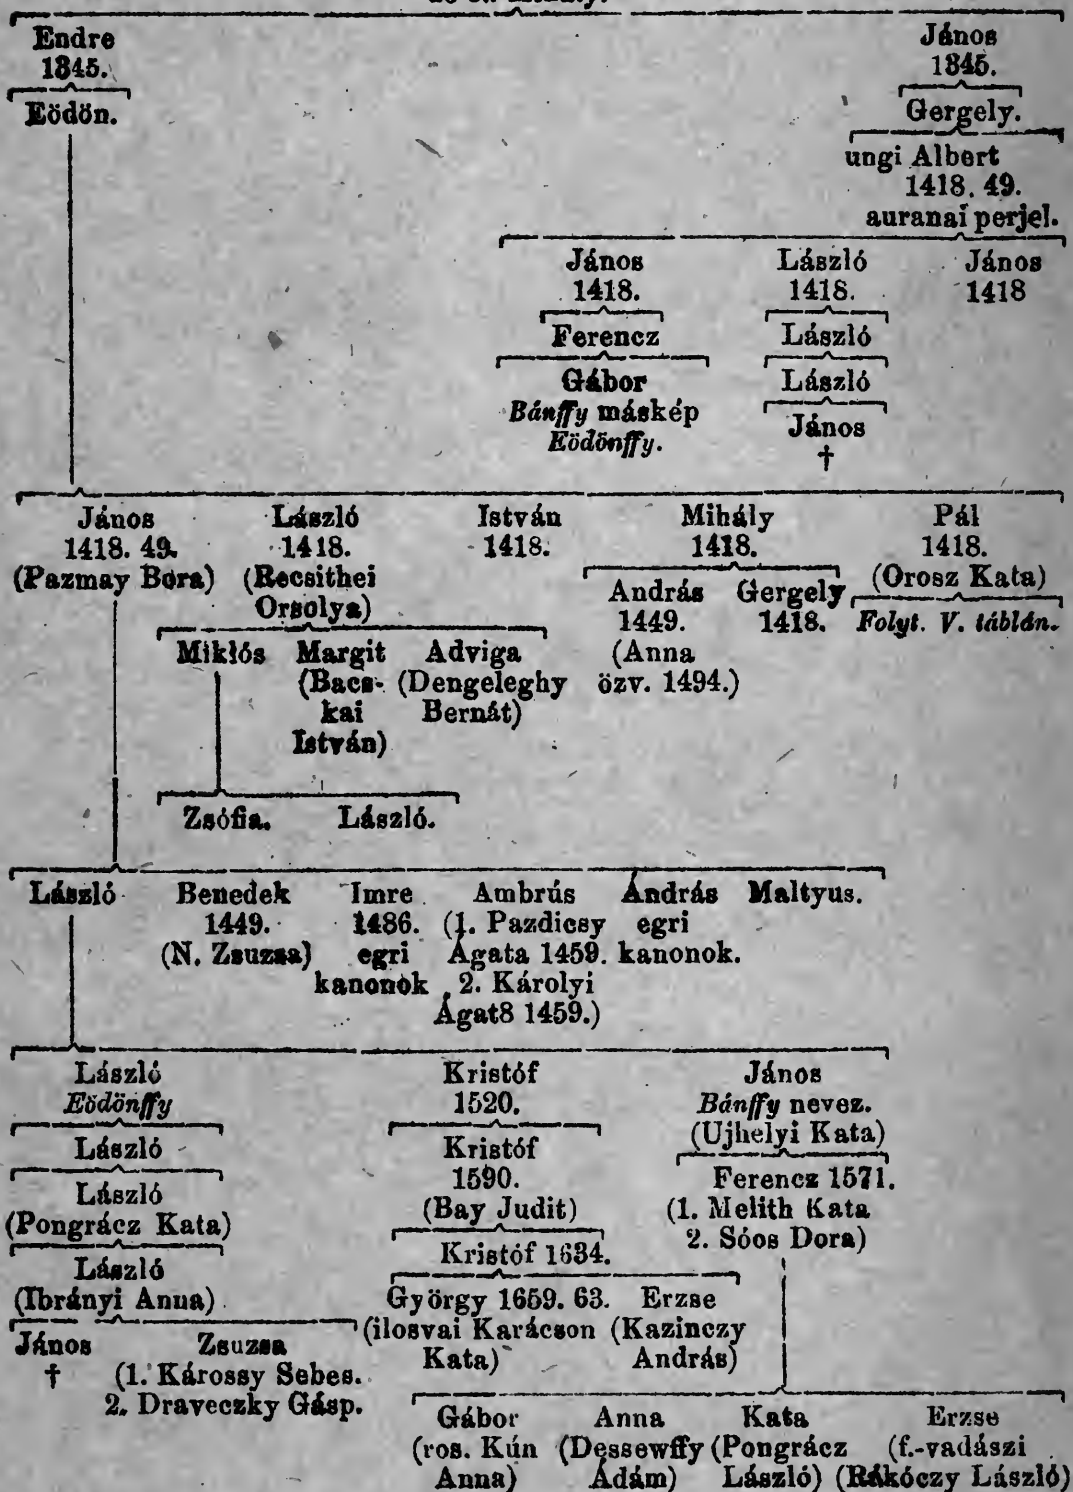 Endre János
1345. 1345.
Eödön. Gergely.
ungi Albert
1418. 49.
auranai perjel.
János László János
1418. 1418. 1418
Ferencz László
Gábor László
Bánffy máskép János
Eödönffy. †
János László István Mihály Pál
1418. 49. 1418. 1418. 1418. 1418.
(Pazmay Bora) (Recsithei András Gergely (Orosz Kata)
Orsolya) 1449. 1418. Folyt. V. táblán.
Miklós Margit Adviga (Anna
(Bacs- (Dengeleghy özv. 1494.)
kai Bernát)
István)
Zsófia. László.
László Benedek Imre Ambrús András Maltyus.
1449. 1486. (1. Pazdicsy egri
(N. Zsuzsa) egri Ágata 1459. kanonok.
kanonok 2. Károlyi
Ágat8 1459.)
László Kristóf János
Eödönffy 1520. Bánffy nevez.
László Kristóf (Ujhelyi Kata)
László 1590. Ferencz 1571.
(Pongrácz Kata) (Bay Judit) (1. Melith Kata
László Kristóf 1634. 2. Sóos Dora)
(Ibrányi Anna) György 1659. 63. Erzse
János Zsuzsa (ilosvai Karácson (Kazinczy
† (1. Károssy Sebes. Kata) András)
2. Draveczky Gásp.
Gábor Anna Kata Erzse
(ros. Kún (Dessewffy (Pongrácz (f.-vadászi
Anna) Ádám) László) Rákóczy László)